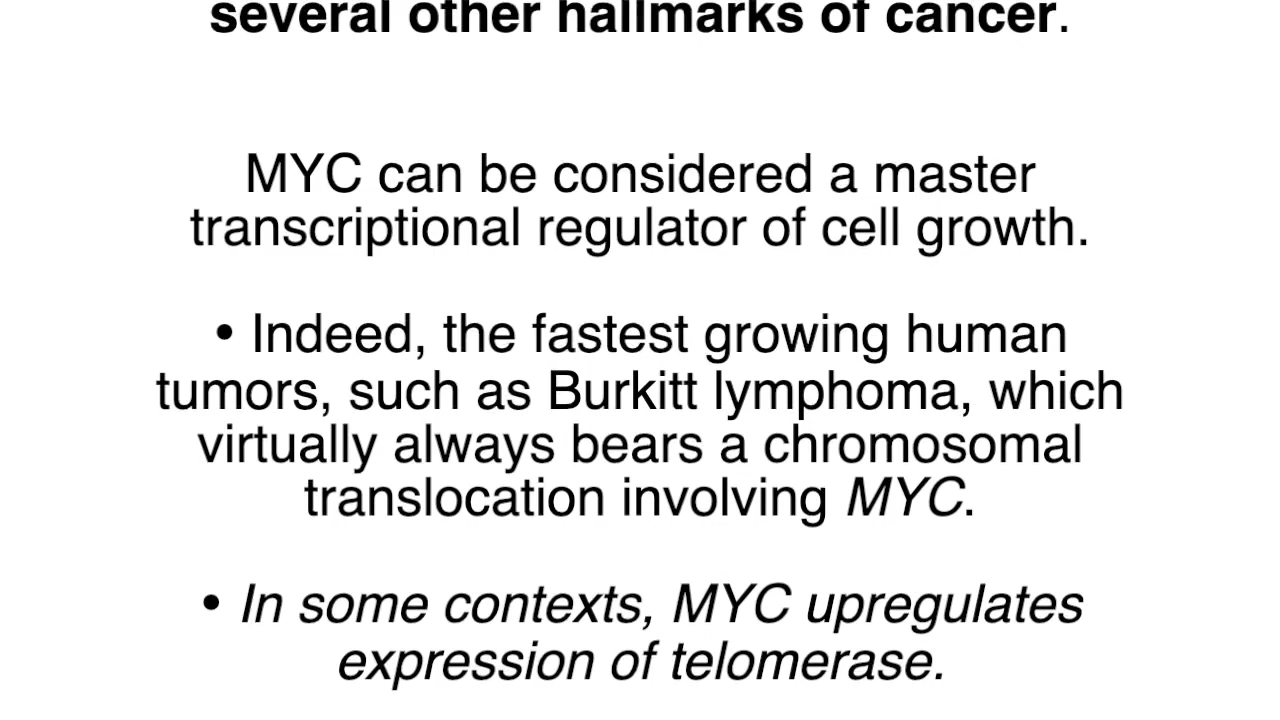 several other hallmarks of cancer.
MYC can be considered a master
transcriptional regulator of cell growth.
• Indeed, the fastest growing human
tumors, such as Burkitt lymphoma, which
virtually always bears a chromosomal
translocation involving MYC.
• In some contexts, MYC upregulates
expression of telomerase.